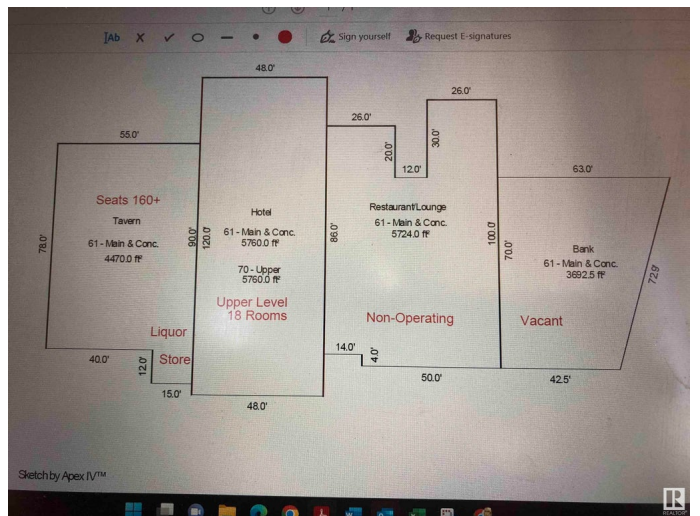 Ab
Sign yourself
Request E-signatures
48.0'
26.0'
26.0'
55.0'
20.0'
30.0'
12.0'
63.0'
Seats 160+
Tavern
61 - Main & Conc.
4470.0 ft²
78.0'
90.0'
120.0'
Hotel
61 - Main & Conc.
5760.0 ft²
70 - Upper
5760.0 ft²
Upper Level
18 Rooms
86.0'
Restaurant/Lounge
61 - Main & Conc.
5724.0 ft²
100.0'
70.0'
Bank
61 - Main & Conc.
3692.5 ft²
72.9'
Non-Operating
Vacant
Liquor
Store
40.0'
12.0'
15.0'
48.0'
14.0'
4.0'
50.0'
42.5'
Sketch by Apex IV™
R
REALTOR®